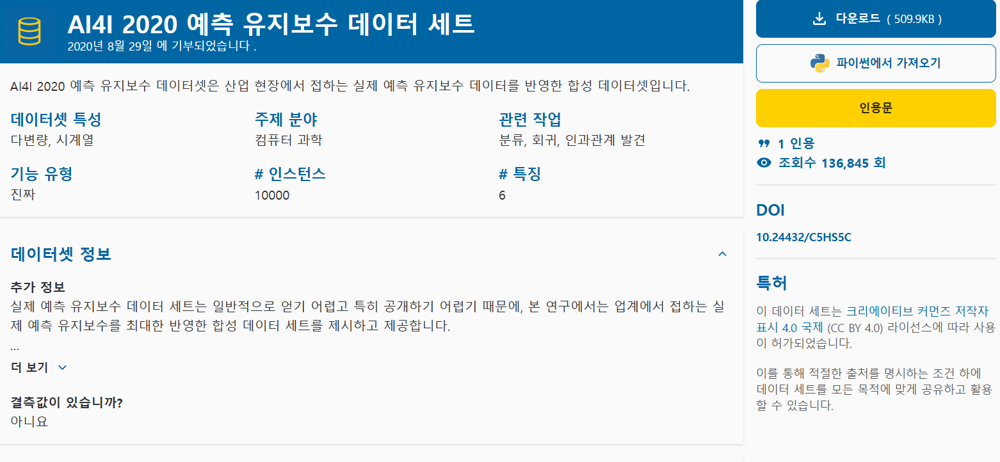 AI4I 2020 예측 유지보수 데이터 세트
2020년 8월 29일 에 기부되었습니다 .
AI4I 2020 예측 유지보수 데이터셋은 산업 현장에서 접하는 실제 예측 유지보수 데이터를 반영한 합성 데이터셋입니다.
데이터셋 특성
다변량, 시계열
주제 분야
컴퓨터 과학
관련 작업
분류, 회귀, 인과관계 발견
기능 유형
진짜
# 인스턴스
10000
# 특징
6
데이터셋 정보
추가 정보
실제 예측 유지보수 데이터 세트는 일반적으로 얻기 어렵고 특히 공개하기 어렵기 때문에, 본 연구에서는 업계에서 접하는 실
제 예측 유지보수를 최대한 반영한 합성 데이터 세트를 제시하고 제공합니다.
...
더 보기
결측값이 있습니까?
아니요
다운로드 ( 509.9KB )
파이썬에서 가져오기
인용문
1 인용
조회수 136,845 회
DOI
10.24432/C5HS5C
특허
이 데이터 세트는 크리에이티브 커먼즈 저작자
표시 4.0 국제 (CC BY 4.0) 라이선스에 따라 사용
이 허가되었습니다.
이를 통해 적절한 출처를 명시하는 조건 하에
데이터 세트를 모든 목적에 맞게 공유하고 활용
할 수 있습니다.